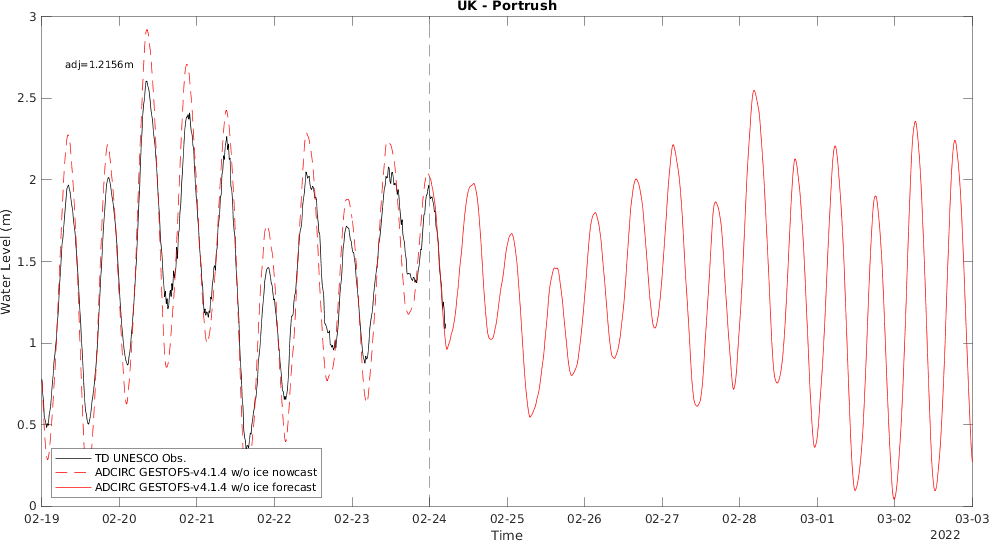 UK - Portrush
adj=1.2156m
3
2.5
2
1.5
1
0.5
0
Water Level (m)
TD UNESCO Obs.
ADCIRC GESTOFS-v4.1.4 w/o ice nowcast
ADCIRC GESTOFS-v4.1.4 w/o ice forecast
02-19 02-20 02-21 02-22 02-23 02-24 02-25 02-26 02-27 02-28 03-01 03-02 03-03
Time
2022